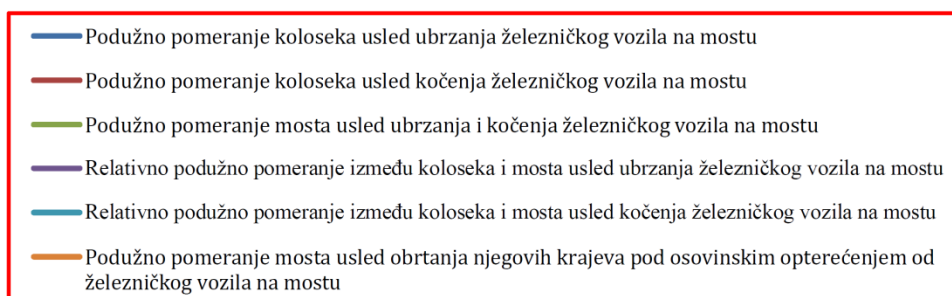 Podužno pomeranje koloseka usled ubrzanja železničkog vozila na mostu
Podužno pomeranje koloseka usled kočenja železničkog vozila na mostu
Podužno pomeranje mosta usled ubrzanja i kočenja železničkog vozila na mostu
Relativno podužno pomeranje između koloseka i mosta usled ubrzanja železničkog vozila na mostu
Relativno podužno pomeranje između koloseka i mosta usled kočenja železničkog vozila na mostu
Podužno pomeranje mosta usled obrtanja njegovih krajeva pod osovinskim opterećenjem od
železničkog vozila na mostu